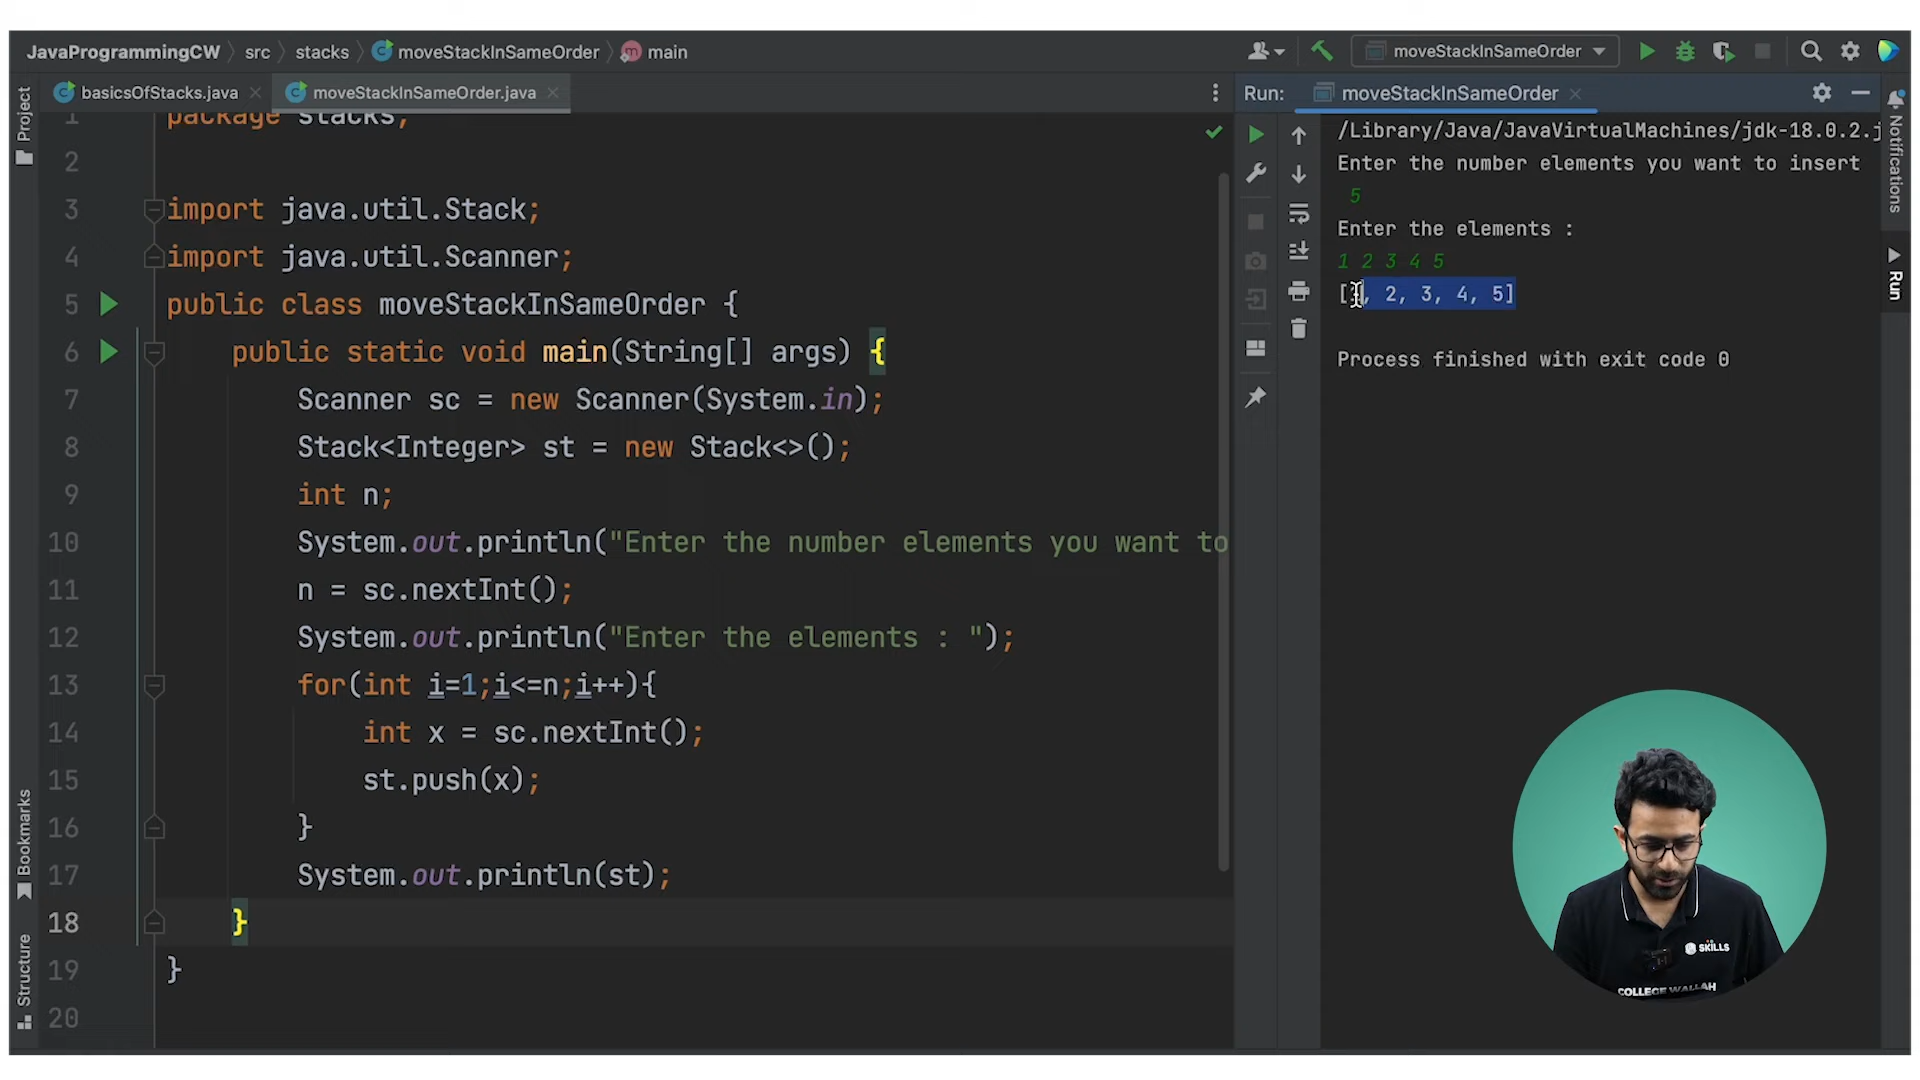 JavaProgrammingCW src stacks moveStackInSameOrder main
moveStackInSameOrder
Project
basicsOfStacks.java
moveStackInSameOrder.java
1 package stacks;
2
3 import java.util.Stack;
4 import java.util.Scanner;
5 public class moveStackInSameOrder {
6 public static void main(String[] args) {
7 Scanner sc = new Scanner(System.in);
8 Stack<Integer> st = new Stack<>();
9 int n;
10 System.out.println("Enter the number elements you want to
11 n = sc.nextInt();
12 System.out.println("Enter the elements : ");
13 for(int i=1;i<=n;i++){
14 int x = sc.nextInt();
15 st.push(x);
16 }
17 System.out.println(st);
18 }
19 }
20
Bookmarks
Structure
Run: moveStackInSameOrder
/Library/Java/JavaVirtualMachines/jdk-18.0.2.j
Enter the number elements you want to insert
5
Enter the elements :
1 2 3 4 5
[1, 2, 3, 4, 5]
Process finished with exit code 0
Notifications
Run
SKILLS
COLLEGE WALLAH